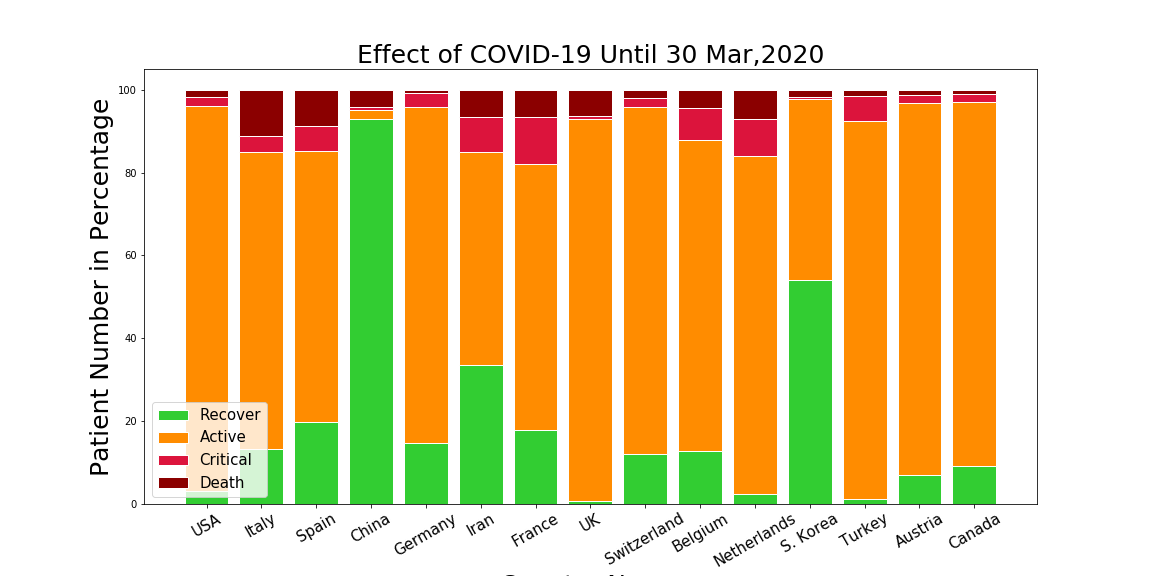 Effect of COVID-19 Until 30 Mar,2020
Patient Number in Percentage
100
80
60
40
20
0
Recover
Active
Critical
Death
USA
Italy
Spain
China
Germany
Iran
France
UK
Switzerland
Belgium
Netherlands
S. Korea
Turkey
Austria
Canada